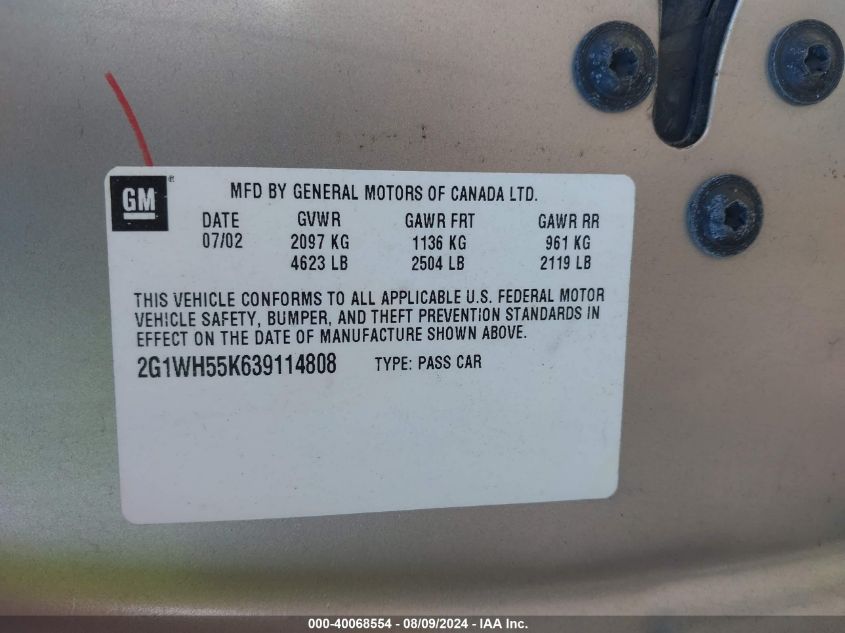 GM®
MFD BY GENERAL MOTORS OF CANADA LTD.
DATE GVWR GAWR FRT GAWR RR
07/02 2097 KG 1136 KG 961 KG
4623 LB 2504 LB 2119 LB
THIS VEHICLE CONFORMS TO ALL APPLICABLE U.S. FEDERAL MOTOR
VEHICLE SAFETY, BUMPER, AND THEFT PREVENTION STANDARDS IN
EFFECT ON THE DATE OF MANUFACTURE SHOWN ABOVE.
2G1WH55K639114808 TYPE: PASS CAR
000-40068554 - 08/09/2024 - IAA Inc.